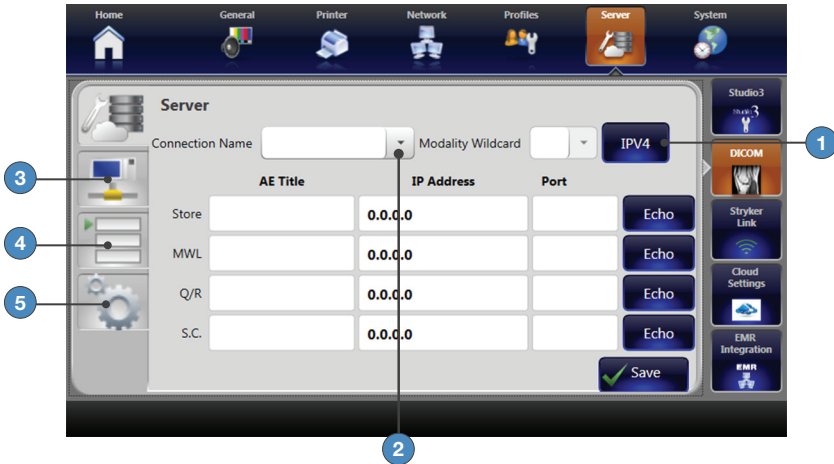 Home General Printer Network Profiles Server System
Server
Connection Name Modality Wildcard IPV4
1
AE Title IP Address Port
Store 0.0.0.0 Echo
MWL 0.0.0.0 Echo
Q/R 0.0.0.0 Echo
S.C. 0.0.0.0 Echo
Save
3
4
5
2
Studio3
Studio3
DICOM
Stryker
Link
Cloud
Settings
EMR
Integration
EMR